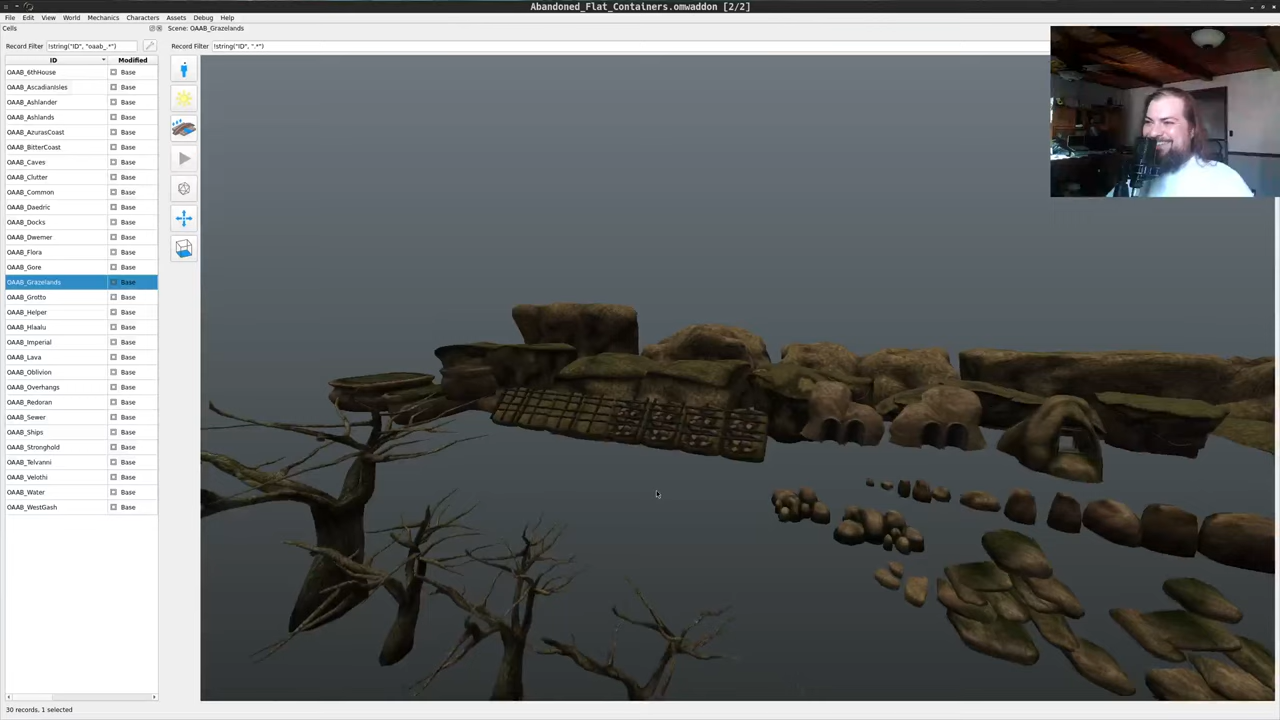 Abandoned_Flat_Containers.omwaddon [2/2]
File Edit View World Mechanics Characters Assets Debug Help
Cells
Scene: OAAB_Grazelands
Record Filter !string("ID", "oaab_.*")
Record Filter !string("ID", ".*")
ID Modified
OAAB_6thHouse Base
OAAB_AscadianIsles Base
OAAB_Ashlander Base
OAAB_Ashlands Base
OAAB_AzurasCoast Base
OAAB_BitterCoast Base
OAAB_Caves Base
OAAB_Clutter Base
OAAB_Common Base
OAAB_Daedric Base
OAAB_Docks Base
OAAB_Dwemer Base
OAAB_Flora Base
OAAB_Gore Base
OAAB_Grazelands Base
OAAB_Grotto Base
OAAB_Helper Base
OAAB_Hlaalu Base
OAAB_Imperial Base
OAAB_Lava Base
OAAB_Oblivion Base
OAAB_Overhangs Base
OAAB_Redoran Base
OAAB_Sewer Base
OAAB_Ships Base
OAAB_Stronghold Base
OAAB_Telvanni Base
OAAB_Velothi Base
OAAB_Water Base
OAAB_WestGash Base
30 records, 1 selected